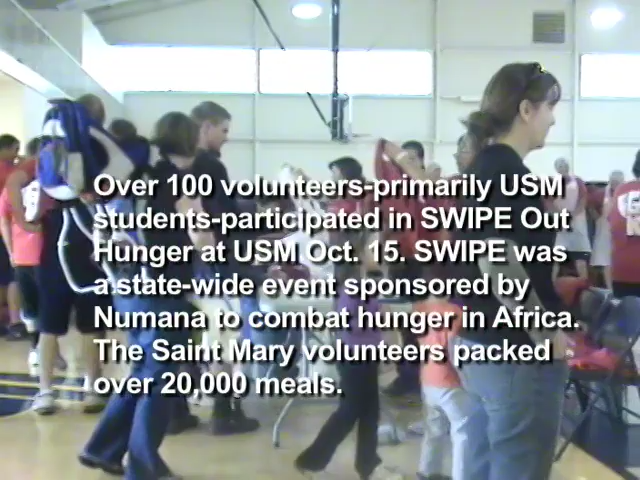 Over 100 volunteers-primarily USM
students-participated in SWIPE Out
Hunger at USM Oct. 15. SWIPE was
a state-wide event sponsored by
Numana to combat hunger in Africa.
The Saint Mary volunteers packed
over 20,000 meals.